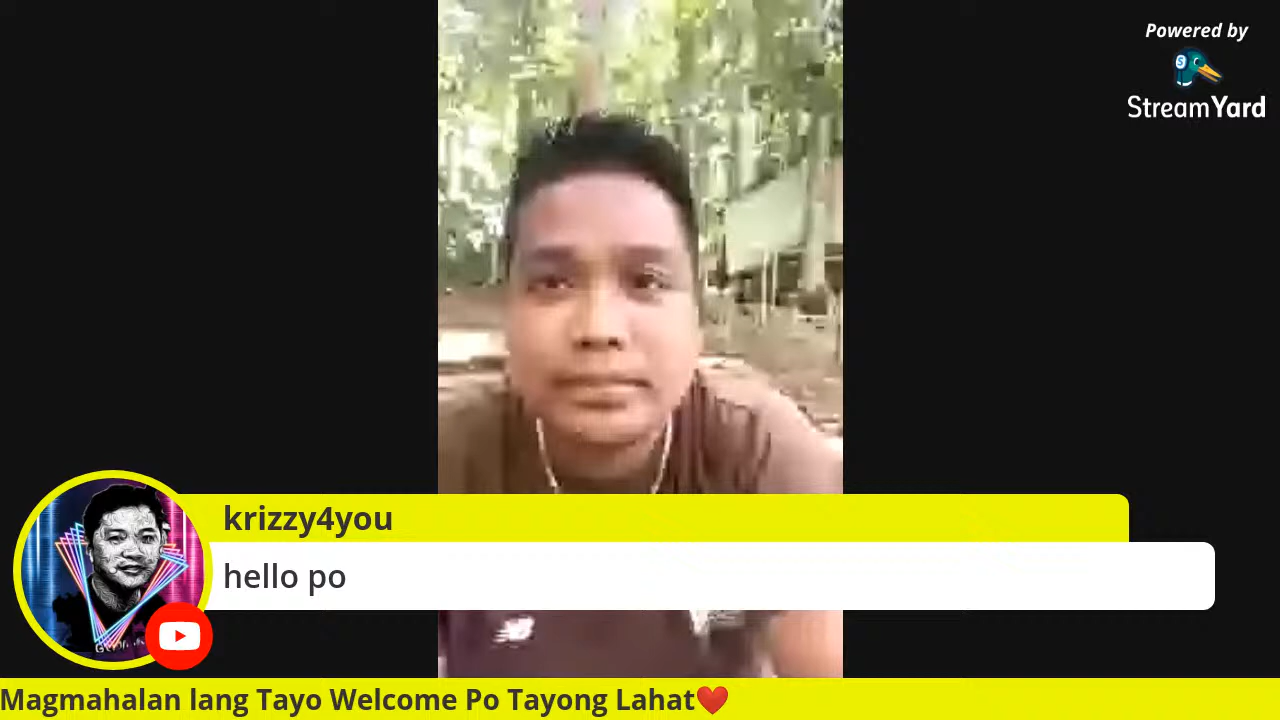 Powered by
StreamYard
krizzy4you
hello po
Magmahalan lang Tayo Welcome Po Tayong Lahat❤️